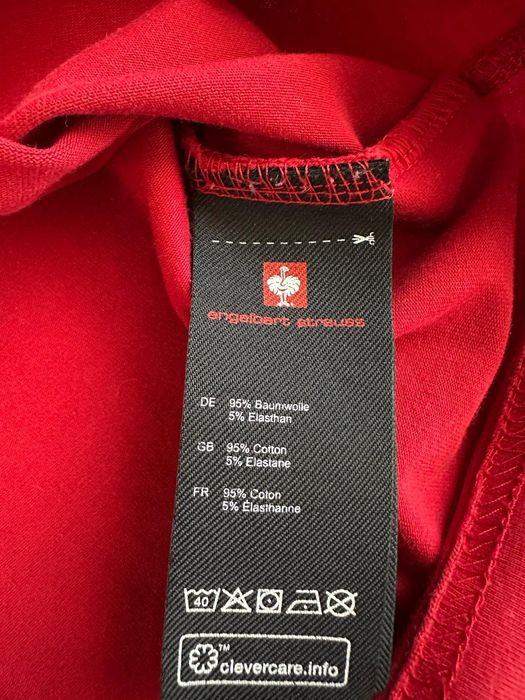 engelbert strauss
DE 95% Baumwolle
5% Elasthan
GB 95% Cotton
5% Elastane
FR 95% Coton
5% Élasthanne
40
™
clevercare.info